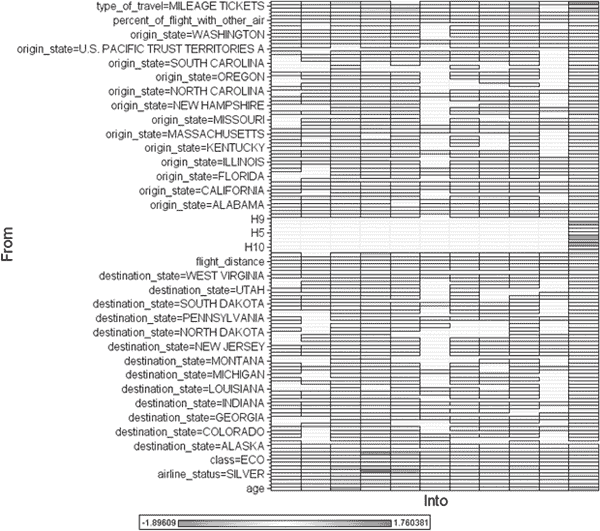 type_of_travel=MILEAGE TICKETS
percent_of_flight_with_other_air
origin_state=WASHINGTON
origin_state=U.S. PACIFIC TRUST TERRITORIES A
origin_state=SOUTH CAROLINA
origin_state=OREGON
origin_state=NORTH CAROLINA
origin_state=NEW HAMPSHIRE
origin_state=MISSOURI
origin_state=MASSACHUSETTS
origin_state=KENTUCKY
origin_state=ILLINOIS
origin_state=FLORIDA
origin_state=CALIFORNIA
origin_state=ALABAMA
H9
H5
H10
From
flight_distance
destination_state=WEST VIRGINIA
destination_state=UTAH
destination_state=SOUTH DAKOTA
destination_state=PENNSYLVANIA
destination_state=NORTH DAKOTA
destination_state=NEW JERSEY
destination_state=MONTANA
destination_state=MICHIGAN
destination_state=LOUISIANA
destination_state=INDIANA
destination_state=GEORGIA
destination_state=COLORADO
destination_state=ALASKA
class=ECO
airline_status=SILVER
age
Into
-1.89609 1.760381